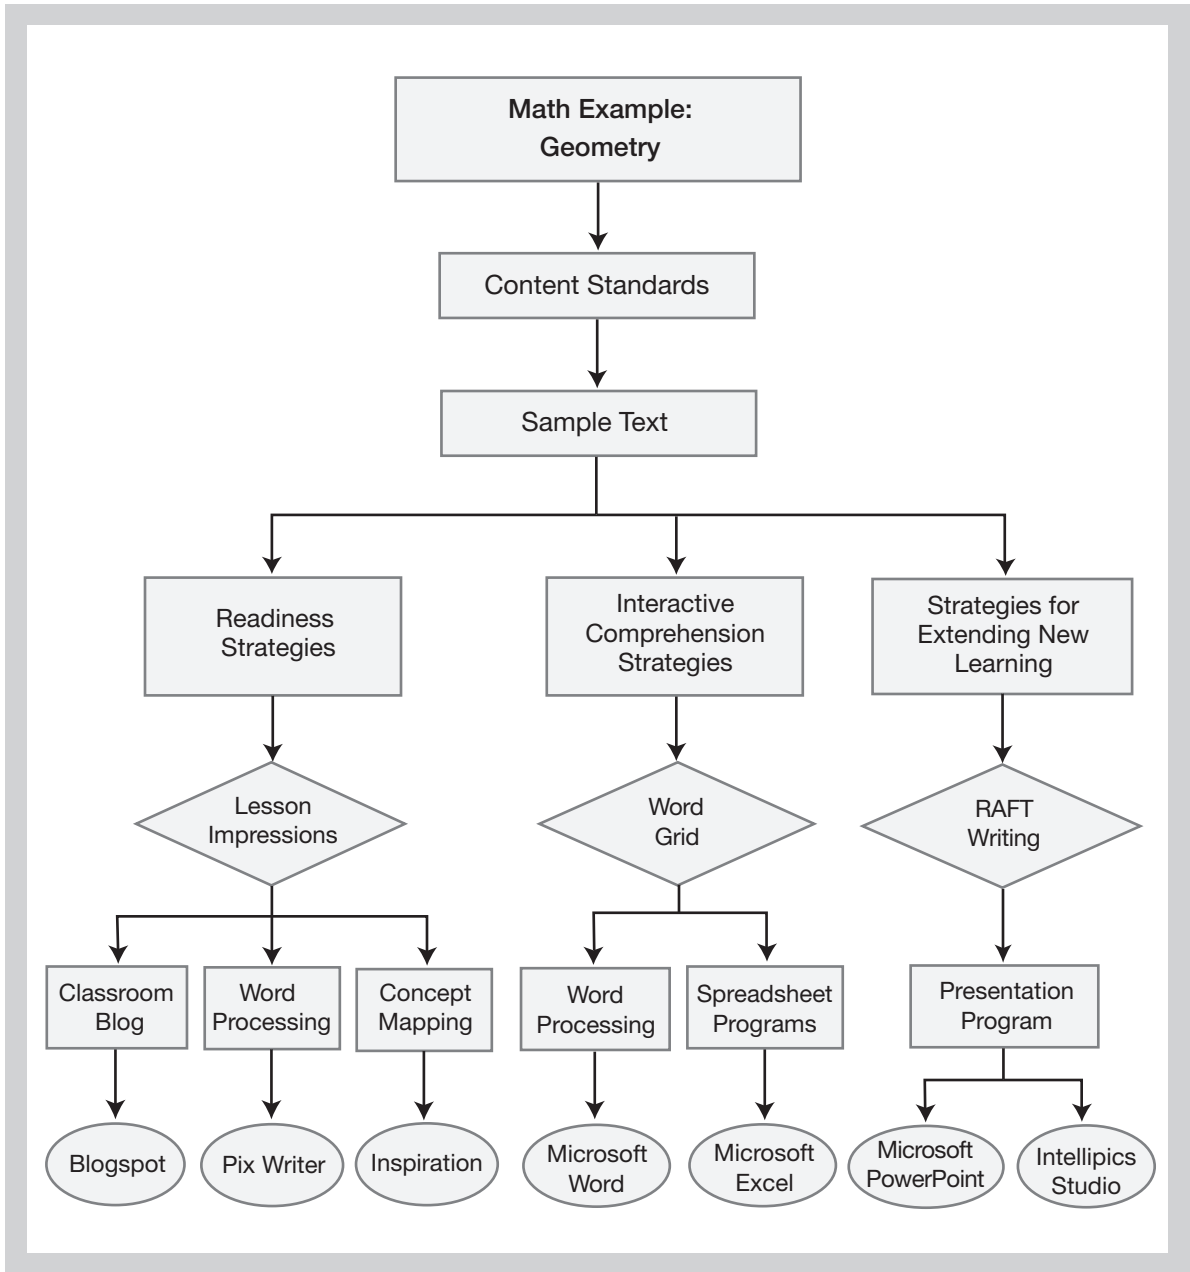 Math Example:
Geometry
Content Standards
Sample Text
Readiness
Strategies
Interactive
Comprehension
Strategies
Strategies for
Extending New
Learning
Lesson
Impressions
Word
Grid
RAFT
Writing
Classroom
Blog
Word
Processing
Concept
Mapping
Word
Processing
Spreadsheet
Programs
Presentation
Program
Blogspot
Pix Writer
Inspiration
Microsoft
Word
Microsoft
Excel
Microsoft
PowerPoint
Intellipics
Studio